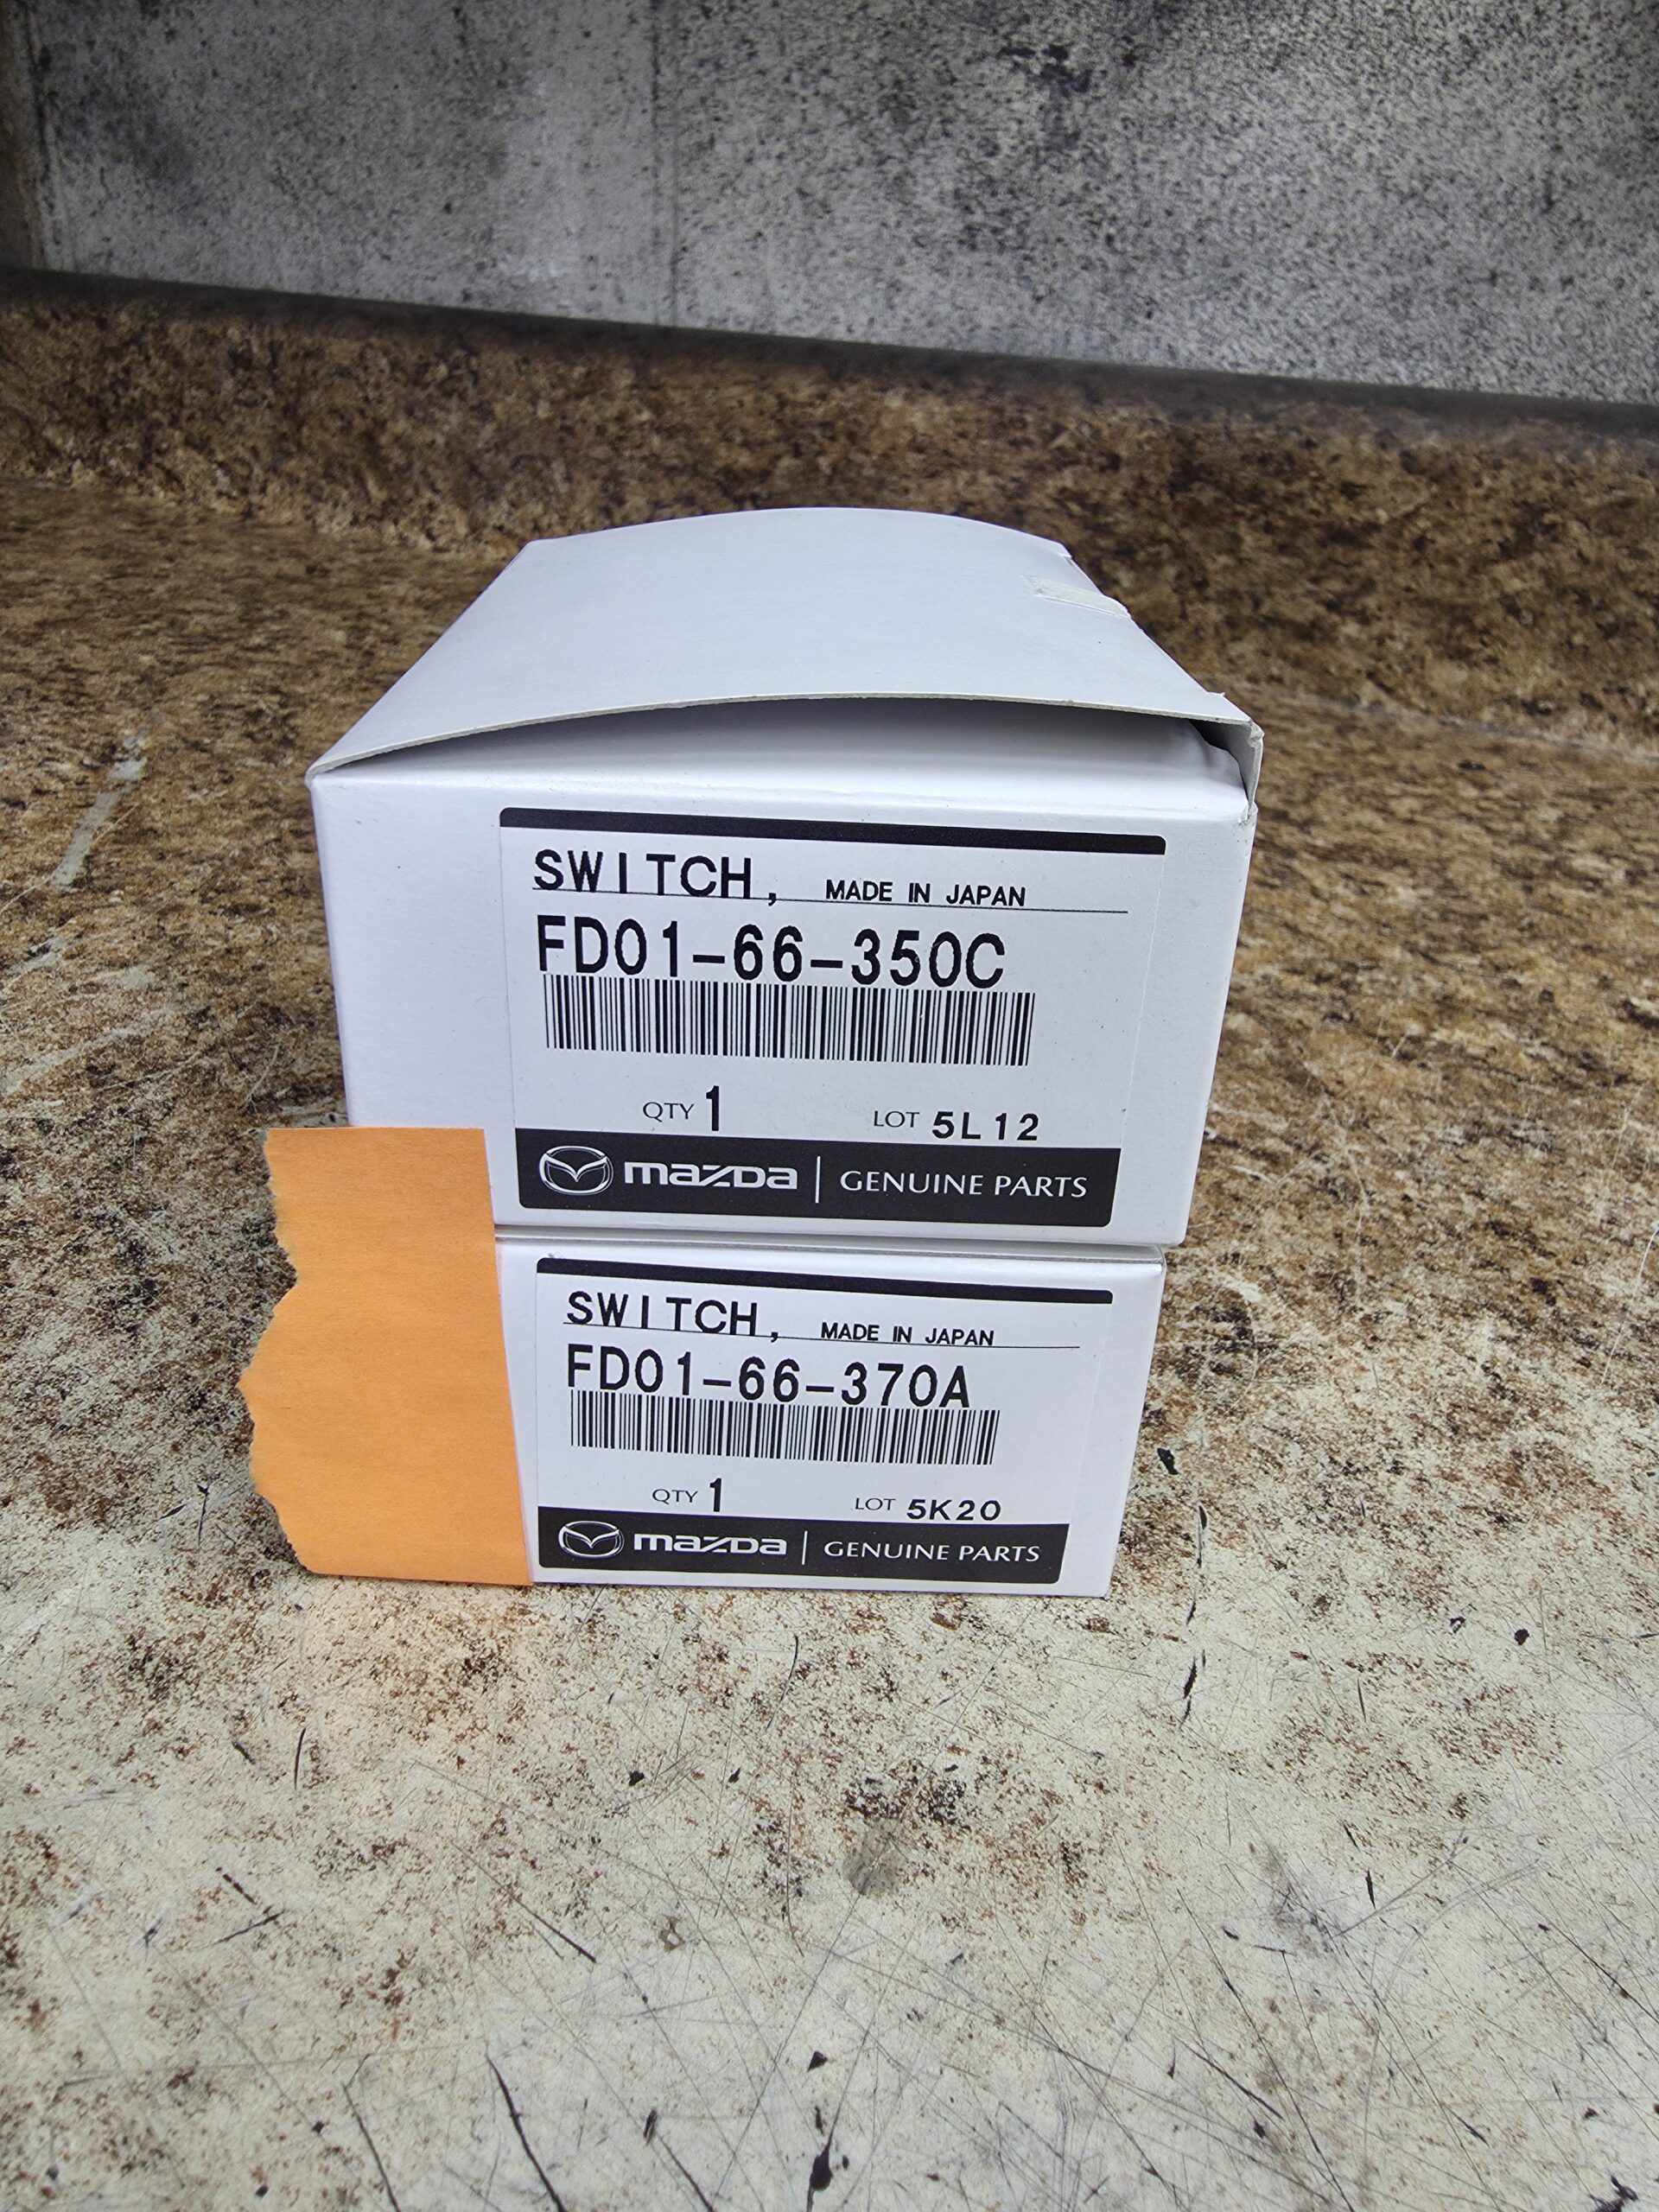 SWITCH, MADE IN JAPAN
FD01-66-350C
QTY 1 LOT 5L12
mazda | GENUINE PARTS
SWITCH, MADE IN JAPAN
FD01-66-370A
QTY 1 LOT 5K20
mazda | GENUINE PARTS